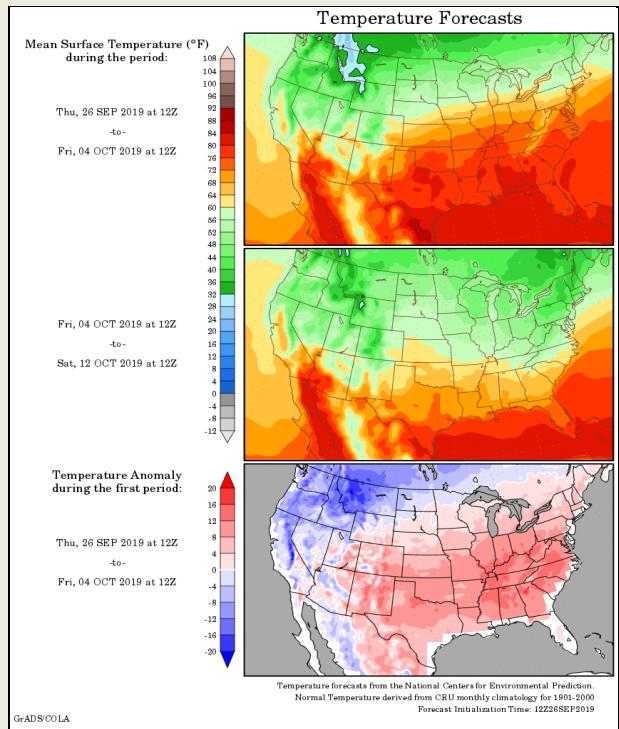 Temperature Forecasts
Mean Surface Temperature (°F)
during the period:
Thu, 26 SEP 2019 at 12Z
-to-
Fri, 04 OCT 2019 at 12Z
Fri, 04 OCT 2019 at 12Z
-to-
Sat, 12 OCT 2019 at 12Z
108
104
100
96
92
88
84
80
76
72
68
64
60
56
52
48
44
40
36
32
28
24
20
16
12
8
4
0
-4
-8
-12
Temperature Anomaly
during the first period:
Thu, 26 SEP 2019 at 12Z
-to-
Fri, 04 OCT 2019 at 12Z
20
16
12
8
4
0
-4
-8
-12
-16
-20
Temperature forecasts from the National Centers for Environmental Prediction.
Normal Temperature derived from CRU monthly climatology for 1901-2000
Forecast Initialization Time: 12Z26SEP2019
GrADS/COLA